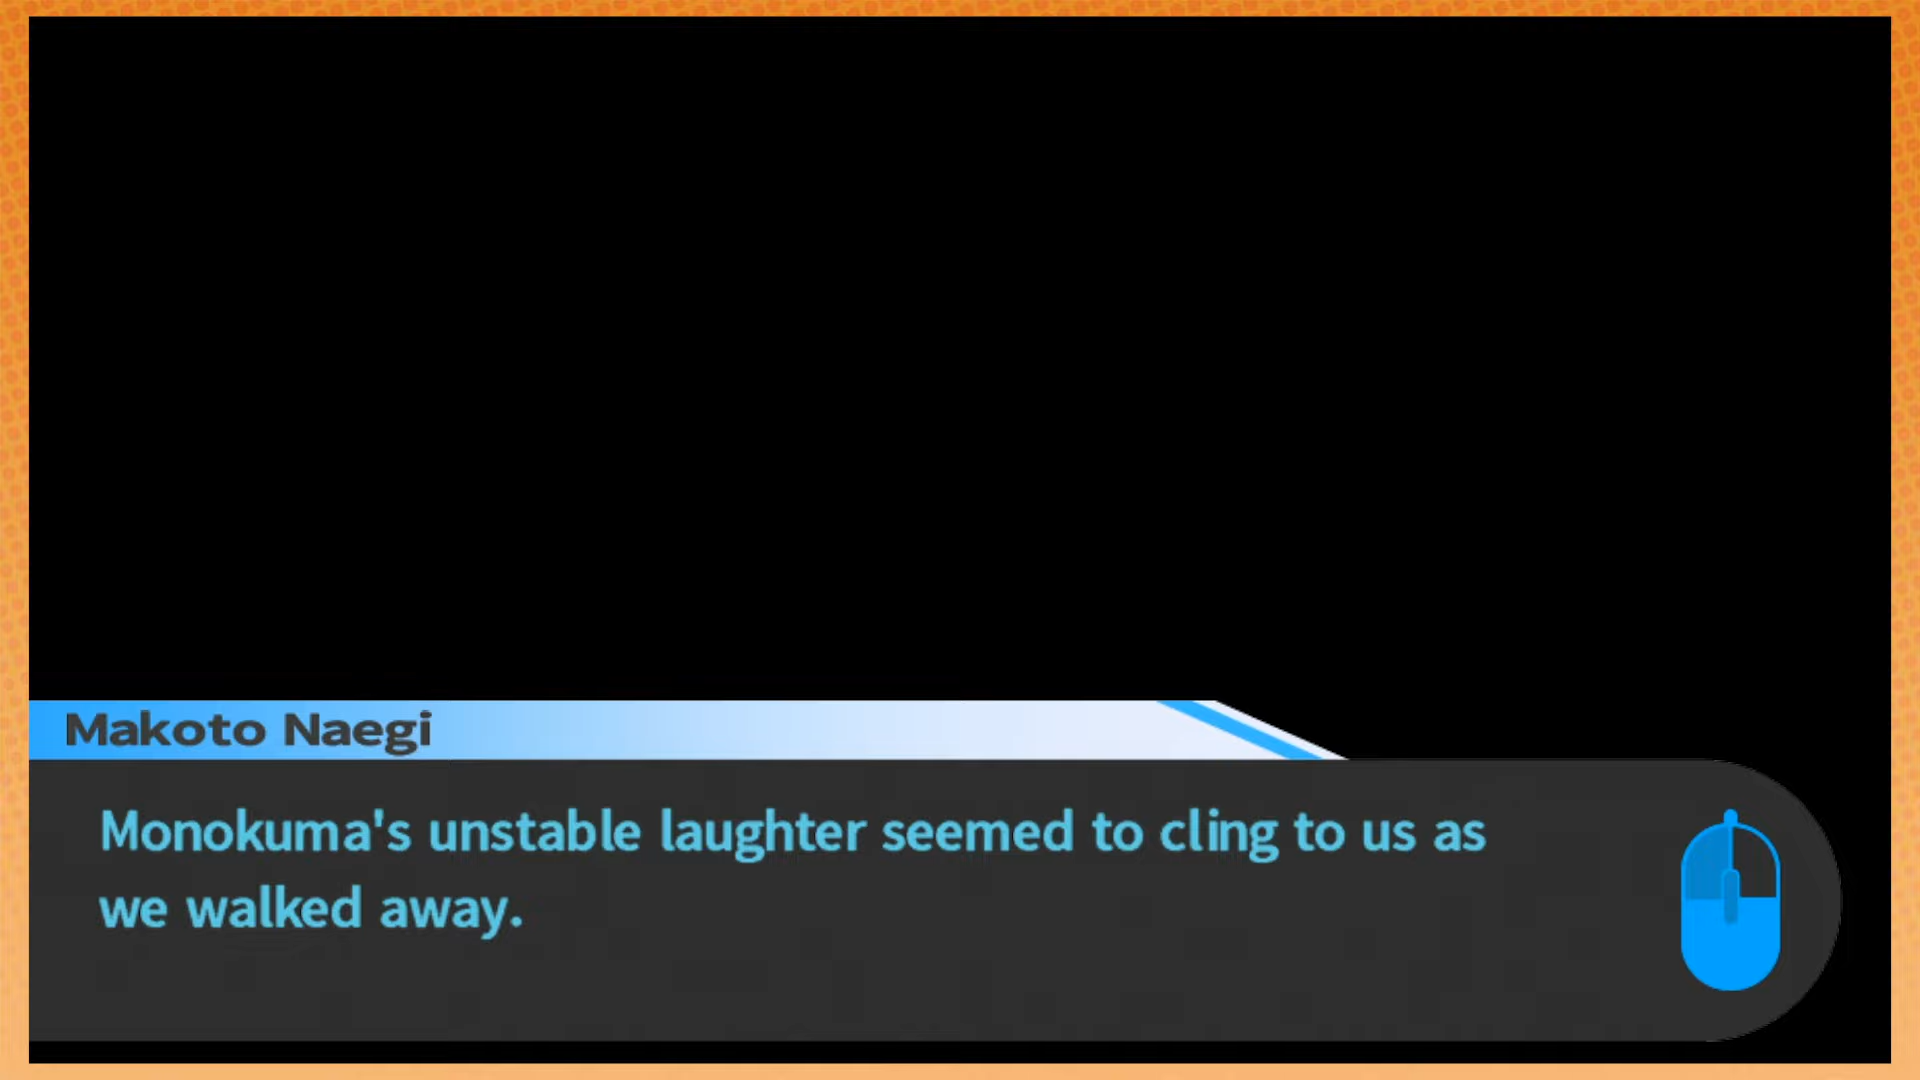 Makoto Naegi
Monokuma's unstable laughter seemed to cling to us as
we walked away.